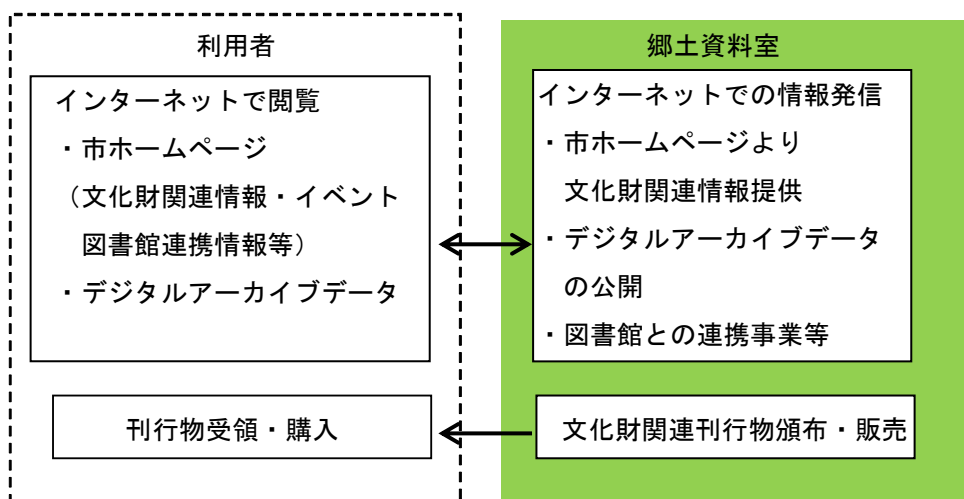 利用者
インターネットで閲覧
・市ホームページ
（文化財関連情報・イベント
図書館連携情報等）
・デジタルアーカイブデータ
刊行物受領・購入
郷土資料室
インターネットでの情報発信
・市ホームページより
文化財関連情報提供
・デジタルアーカイブデータ
の公開
・図書館との連携事業等
文化財関連刊行物頒布・販売